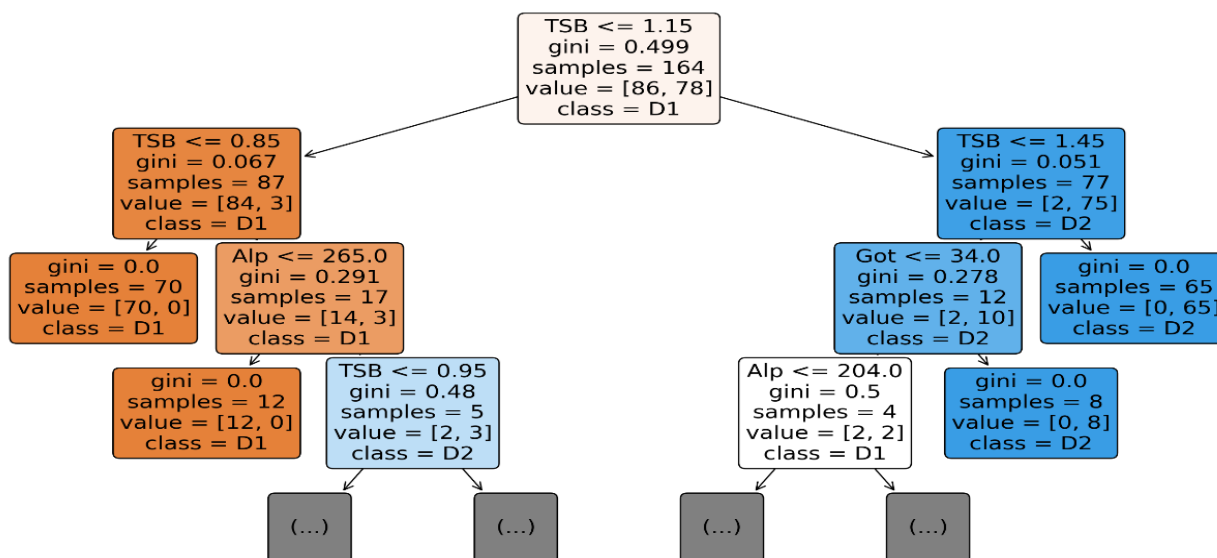 TSB <= 1.15
gini = 0.499
samples = 164
value = [86, 78]
class = D1
TSB <= 0.85
gini = 0.067
samples = 87
value = [84, 3]
class = D1
TSB <= 1.45
gini = 0.051
samples = 77
value = [2, 75]
class = D2
gini = 0.0
samples = 70
value = [70, 0]
class = D1
Alp <= 265.0
gini = 0.291
samples = 17
value = [14, 3]
class = D1
Got <= 34.0
gini = 0.278
samples = 12
value = [2, 10]
class = D2
gini = 0.0
samples = 65
value = [0, 65]
class = D2
gini = 0.0
samples = 12
value = [12, 0]
class = D1
TSB <= 0.95
gini = 0.48
samples = 5
value = [2, 3]
class = D2
Alp <= 204.0
gini = 0.5
samples = 4
value = [2, 2]
class = D1
gini = 0.0
samples = 8
value = [0, 8]
class = D2
(...)
(...)
(...)
(...)